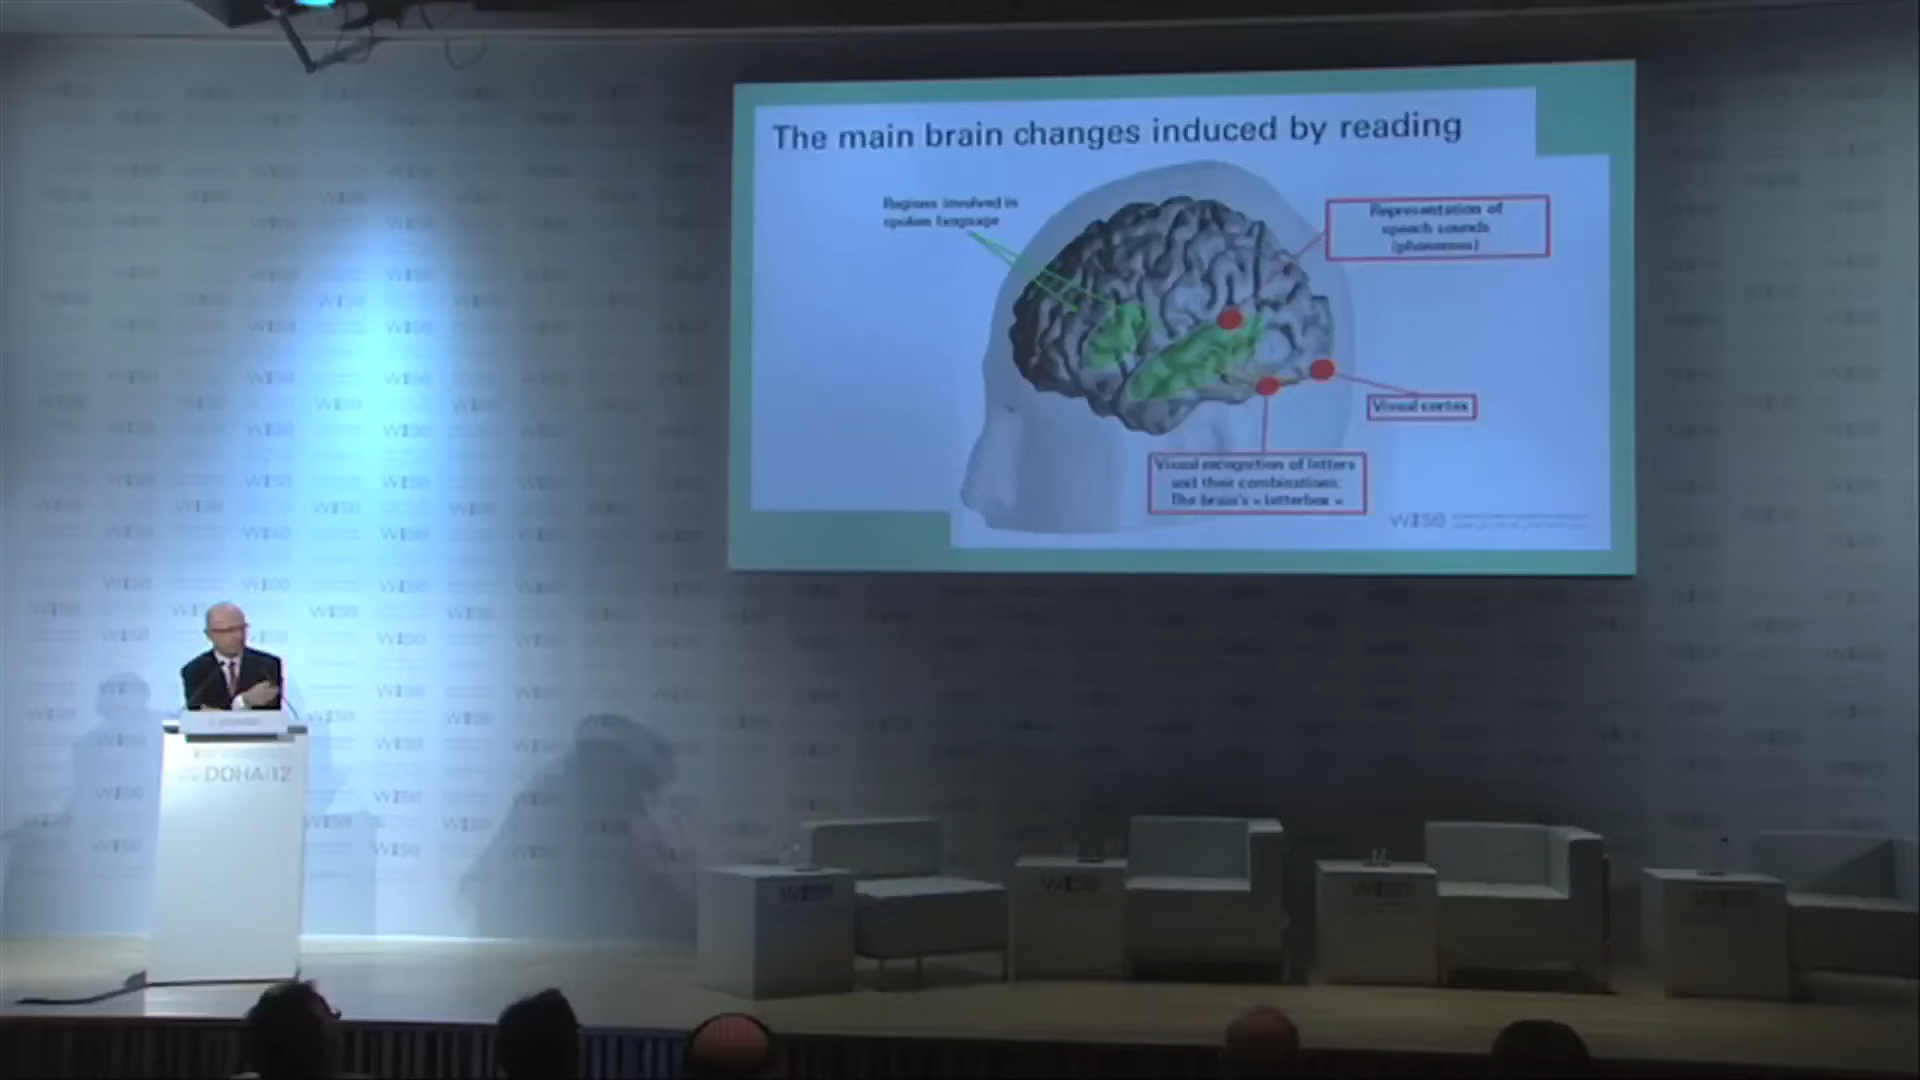 The main brain changes induced by reading
Regions involved in
spoken language
Representation of
speech sounds
(phonemes)
Visual cortex
Visual recognition of letters
and their combinations:
The brain's « letterbox »
DOHA|12